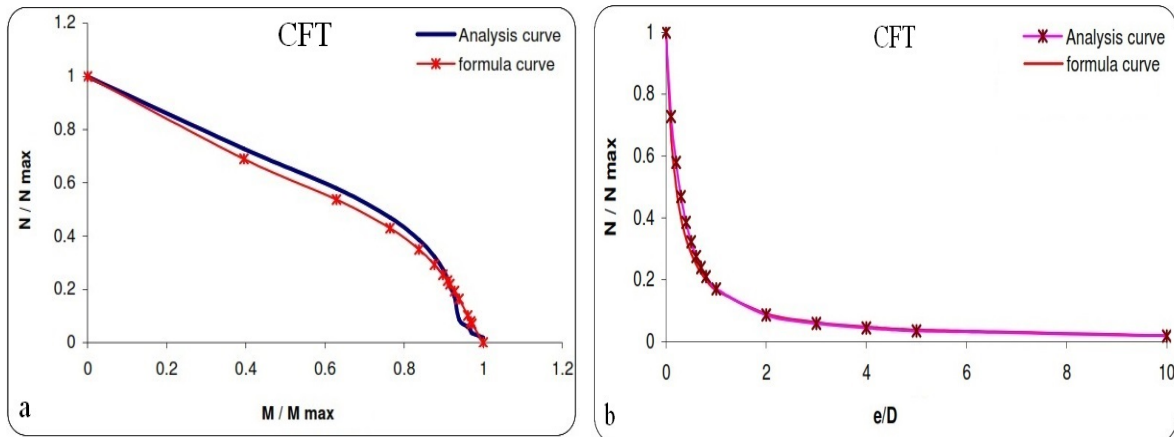 CFT
Analysis curve
formula curve
1.2
1
0.8
0.6
0.4
0.2
0
0 0.2 0.4 0.6 0.8 1 1.2
N / N max
M / M max
a
CFT
Analysis curve
formula curve
1
0.8
0.6
0.4
0.2
0
0 2 4 6 8 10
N / N max
e/D
b